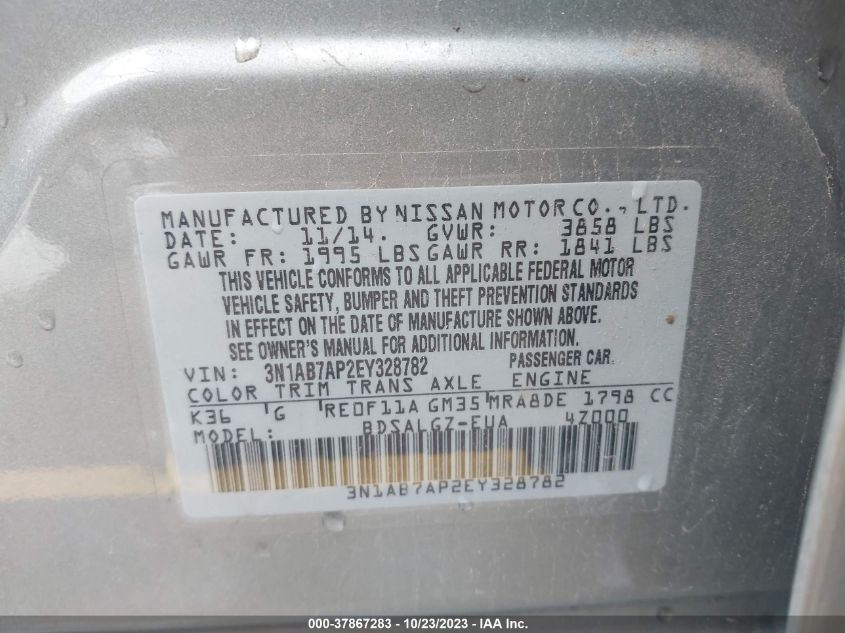 MANUFACTURED BY NISSAN MOTOR CO., LTD.
DATE: 11/14. GVWR: 3858 LBS
GAWR FR: 1995 LBS GAWR RR: 1841 LBS
THIS VEHICLE CONFORMS TO ALL APPLICABLE FEDERAL MOTOR
VEHICLE SAFETY, BUMPER AND THEFT PREVENTION STANDARDS
IN EFFECT ON THE DATE OF MANUFACTURE SHOWN ABOVE.
SEE OWNER'S MANUAL FOR ADDITIONAL INFORMATION.
VIN: 3N1AB7AP2EY328782 PASSENGER CAR.
COLOR TRIM TRANS AXLE ENGINE
K36 G RE0F11A GM35 MRA8DE 1798 CC
MODEL: BDSALGZ-EUA 4Z000
3N1AB7AP2EY328782
000-37867283 - 10/23/2023 - IAA Inc.